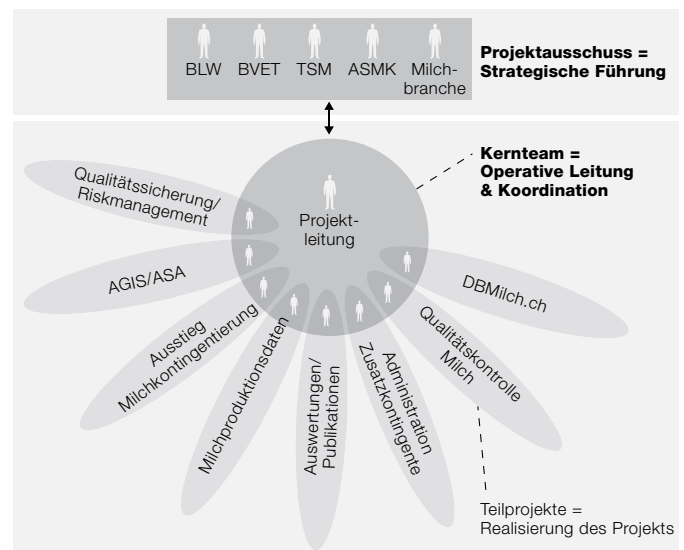 BLW BVET TSM ASMK Milch-
branche
Projektausschuss =
Strategische Führung
Kernteam =
Operative Leitung
& Koordination
Projekt-
leitung
Qualitätssicherung/
Riskmanagement
AGIS/ASA
Ausstieg
Milchkontingentierung
Milchproduktionsdaten
Auswertungen/
Publikationen
Administration
Zusatzkontingente
Qualitätskontrolle
Milch
DBMilch.ch
Teilprojekte =
Realisierung des Projekts